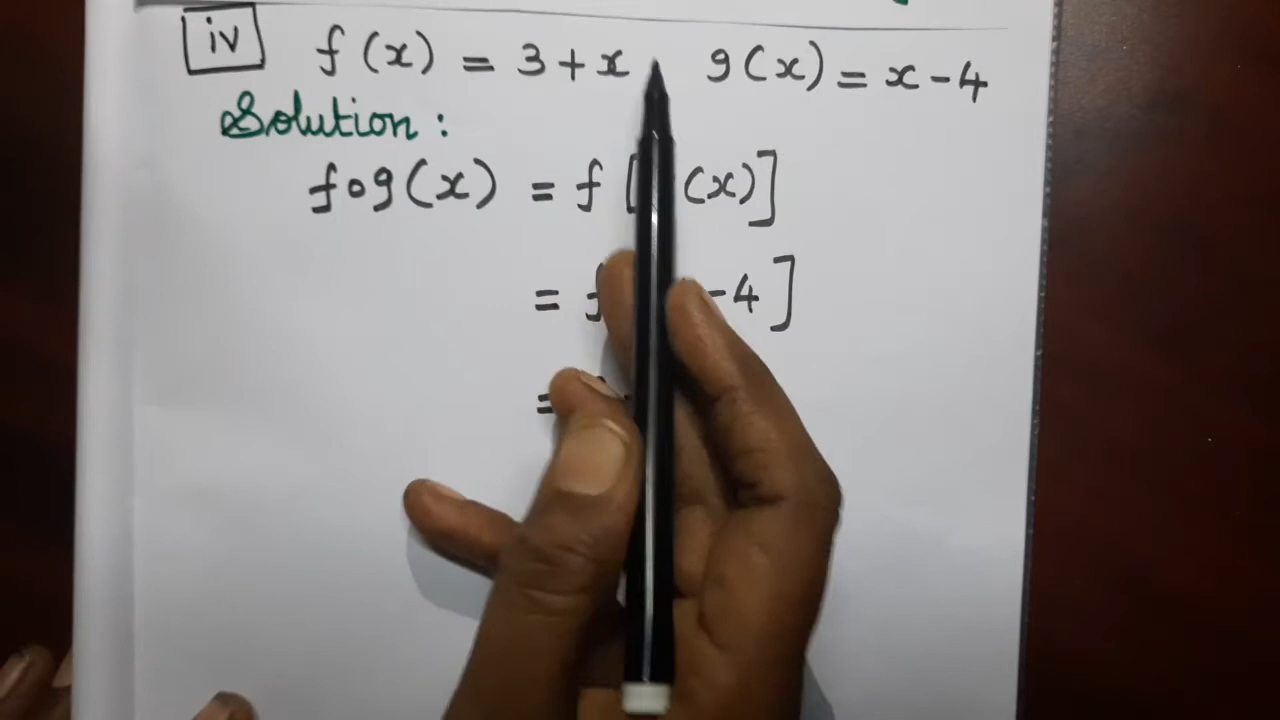 iv f(x) = 3 + x g(x) = x - 4
Solution :
fog(x) = f [ (x)]
= f - 4 ]
=